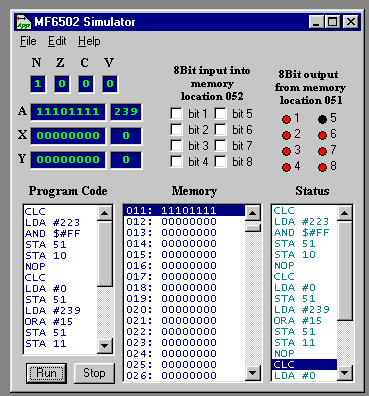 MF6502 Simulator
File Edit Help
N Z C V
1 0 0 0
A 11101111 239
X 00000000 0
Y 00000000 0
8Bit input into
memory
location 052
bit 1 bit 5
bit 2 bit 6
bit 3 bit 7
bit 4 bit 8
8Bit output
from memory
location 051
1 5
2 6
3 7
4 8
Program Code
CLC
LDA #223
AND $#FF
STA 51
STA 10
NOP
CLC
LDA #0
STA 51
LDA #239
ORA #15
STA 51
STA 11
Run Stop
Memory
011: 11101111
012: 00000000
013: 00000000
014: 00000000
015: 00000000
016: 00000000
017: 00000000
018: 00000000
019: 00000000
020: 00000000
021: 00000000
022: 00000000
023: 00000000
024: 00000000
025: 00000000
026: 00000000
Status
CLC
LDA #223
AND $#FF
STA 51
STA 10
NOP
CLC
LDA #0
STA 51
LDA #239
ORA #15
STA 51
STA 11
NOP
CLC
LDA #0